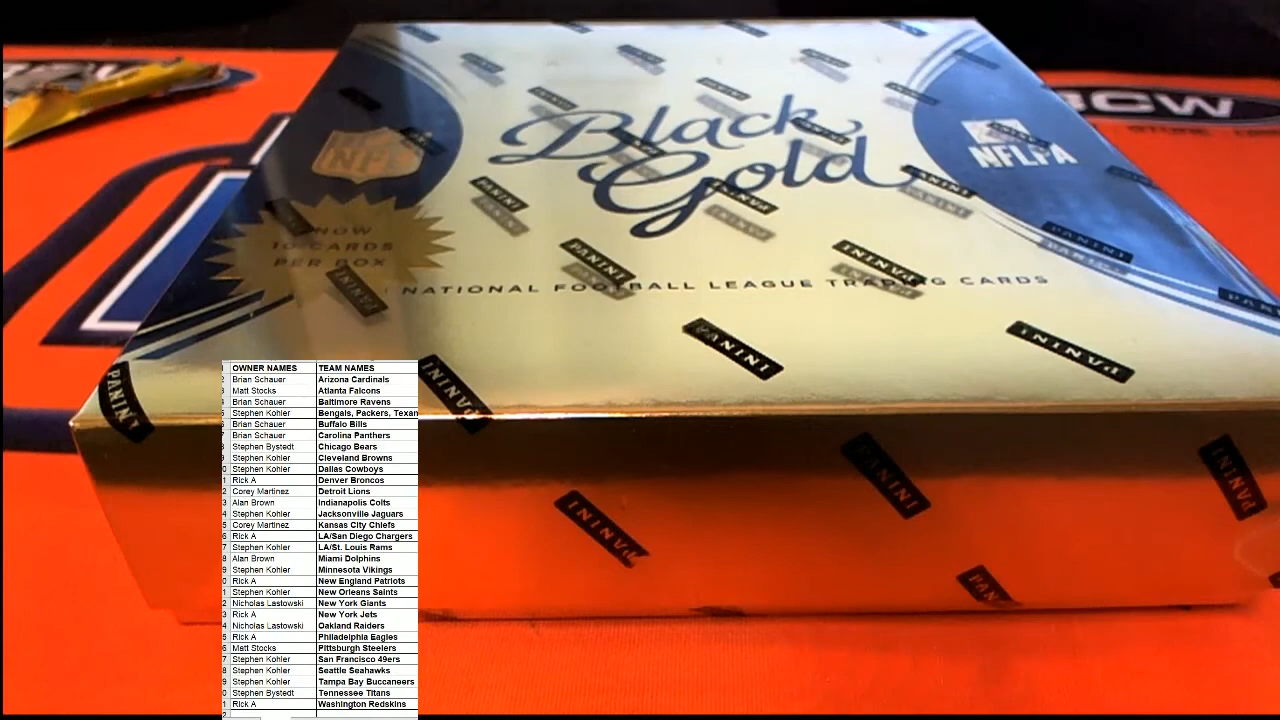 BCW
NFL
NFLPA
Black
Gold
NOW
10 CARDS
PER BOX
NATIONAL FOOTBALL LEAGUE TRADING CARDS
PANINI
PANINI
PANINI
PANINI
PANINI
PANINI
PANINI
PANINI
PANINI
OWNER NAMES TEAM NAMES
Brian Schauer Arizona Cardinals
Matt Stocks Atlanta Falcons
Brian Schauer Baltimore Ravens
Stephen Kohler Bengals, Packers, Texan
Brian Schauer Buffalo Bills
Brian Schauer Carolina Panthers
Stephen Bystedt Chicago Bears
Stephen Kohler Cleveland Browns
Stephen Kohler Dallas Cowboys
Rick A Denver Broncos
Corey Martinez Detroit Lions
Alan Brown Indianapolis Colts
Stephen Kohler Jacksonville Jaguars
Corey Martinez Kansas City Chiefs
Rick A LA/San Diego Chargers
Stephen Kohler LA/St. Louis Rams
Alan Brown Miami Dolphins
Stephen Kohler Minnesota Vikings
Rick A New England Patriots
Stephen Kohler New Orleans Saints
Nicholas Lastowski New York Giants
Rick A New York Jets
Nicholas Lastowski Oakland Raiders
Rick A Philadelphia Eagles
Matt Stocks Pittsburgh Steelers
Stephen Kohler San Francisco 49ers
Stephen Kohler Seattle Seahawks
Stephen Kohler Tampa Bay Buccaneers
Stephen Bystedt Tennessee Titans
Rick A Washington Redskins